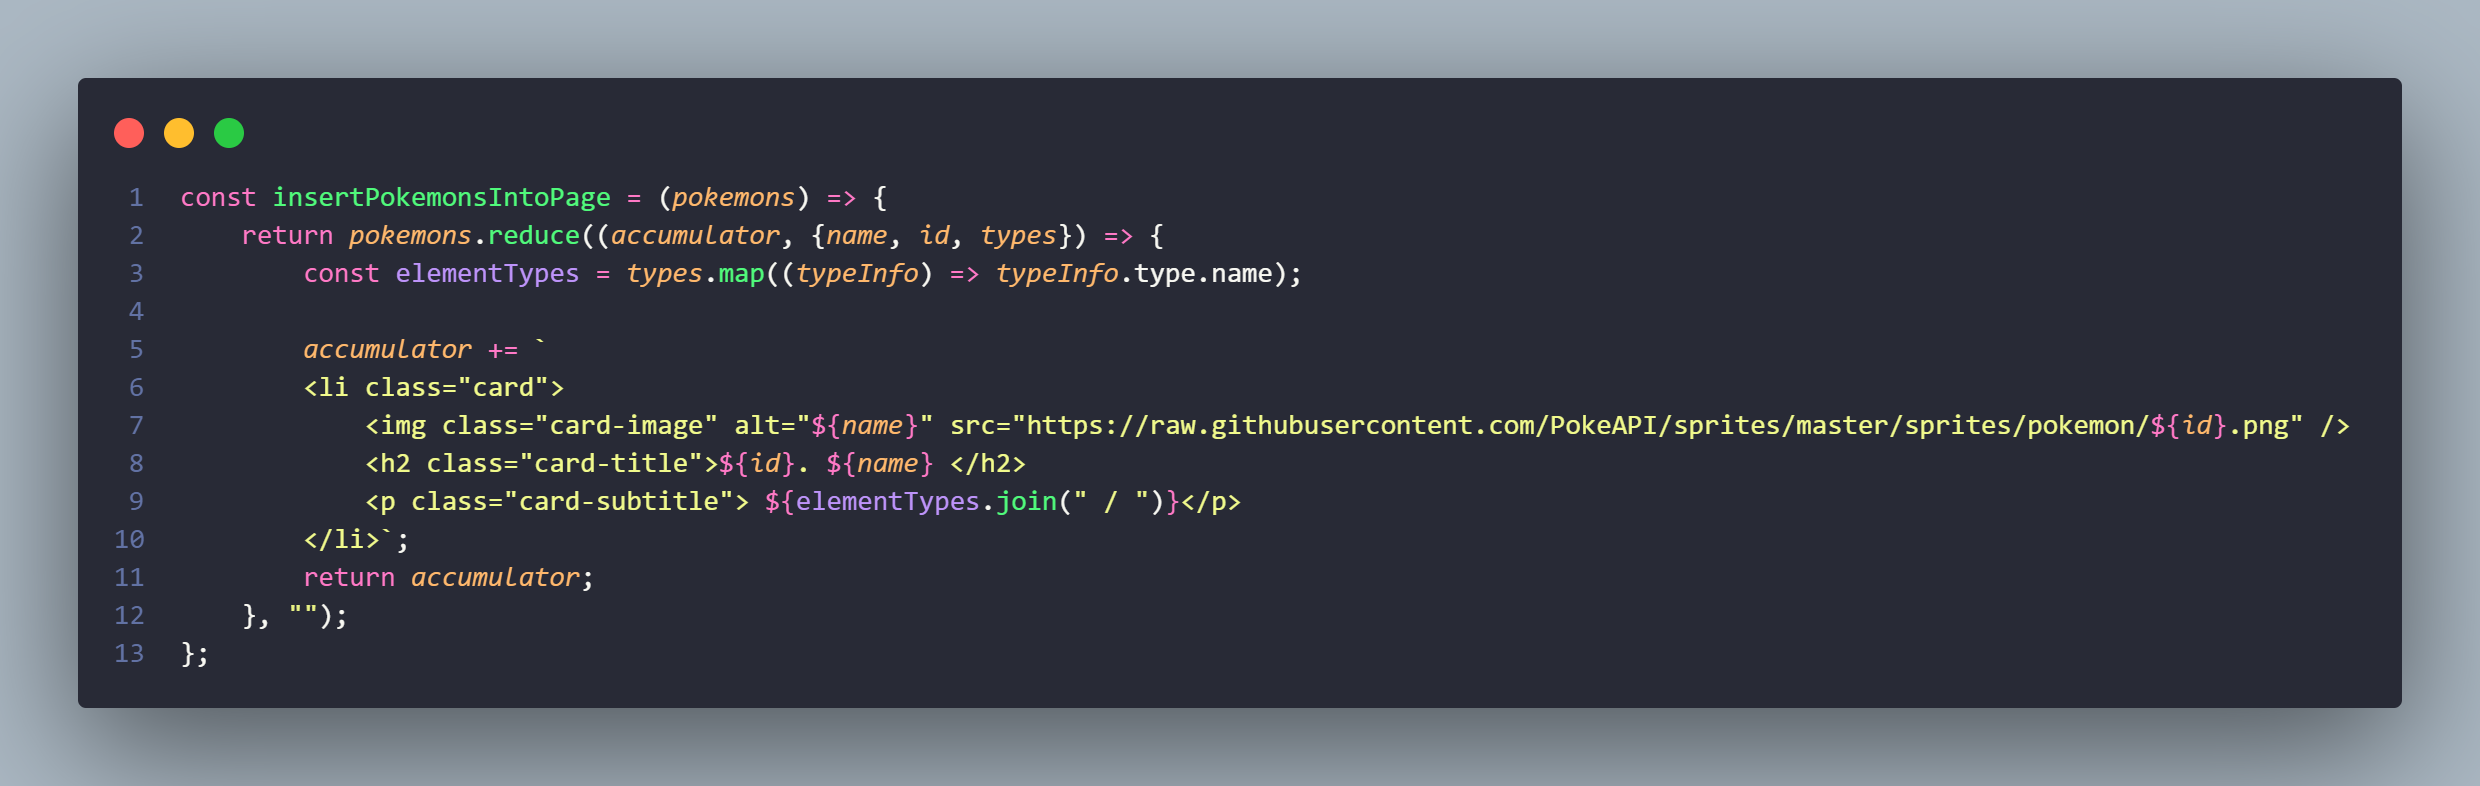 1 const insertPokemonsIntoPage = (pokemons) => {
2     return pokemons.reduce((accumulator, {name, id, types}) => {
3         const elementTypes = types.map((typeInfo) => typeInfo.type.name);
4
5         accumulator += `
6         <li class="card">
7             <img class="card-image" alt="${name}" src="https://raw.githubusercontent.com/PokeAPI/sprites/master/sprites/pokemon/${id}.png" />
8             <h2 class="card-title">${id}. ${name} </h2>
9             <p class="card-subtitle"> ${elementTypes.join(" / ")}</p>
10         </li>`;
11         return accumulator;
12     }, "");
13 };